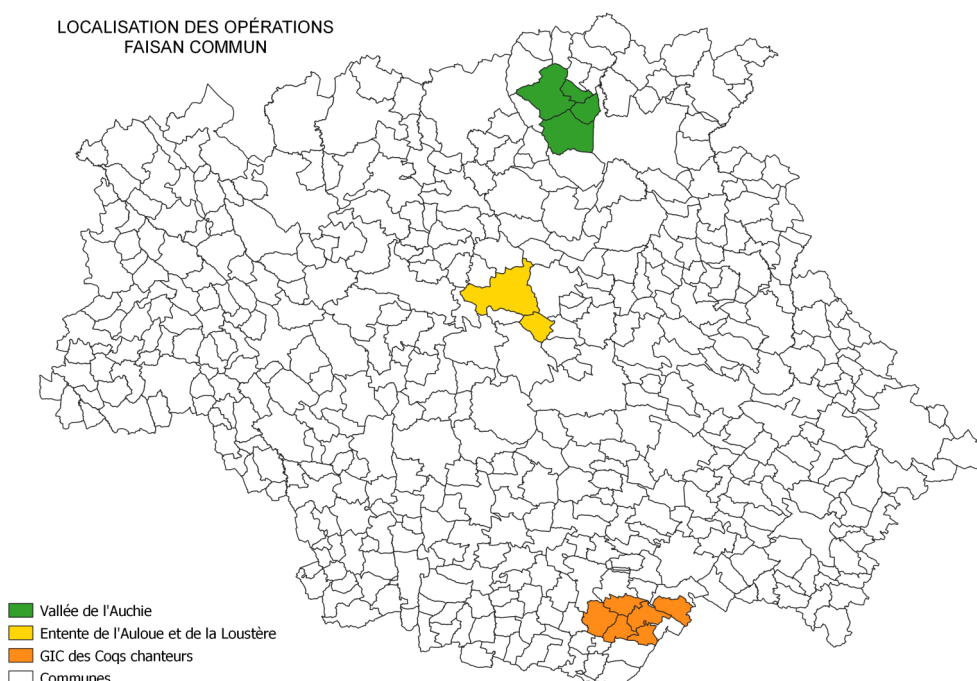 LOCALISATION DES OPÉRATIONS
FAISAN COMMUN
Vallée de l'Auchie
Entente de l'Auloue et de la Loustère
GIC des Coqs chanteurs
Communes